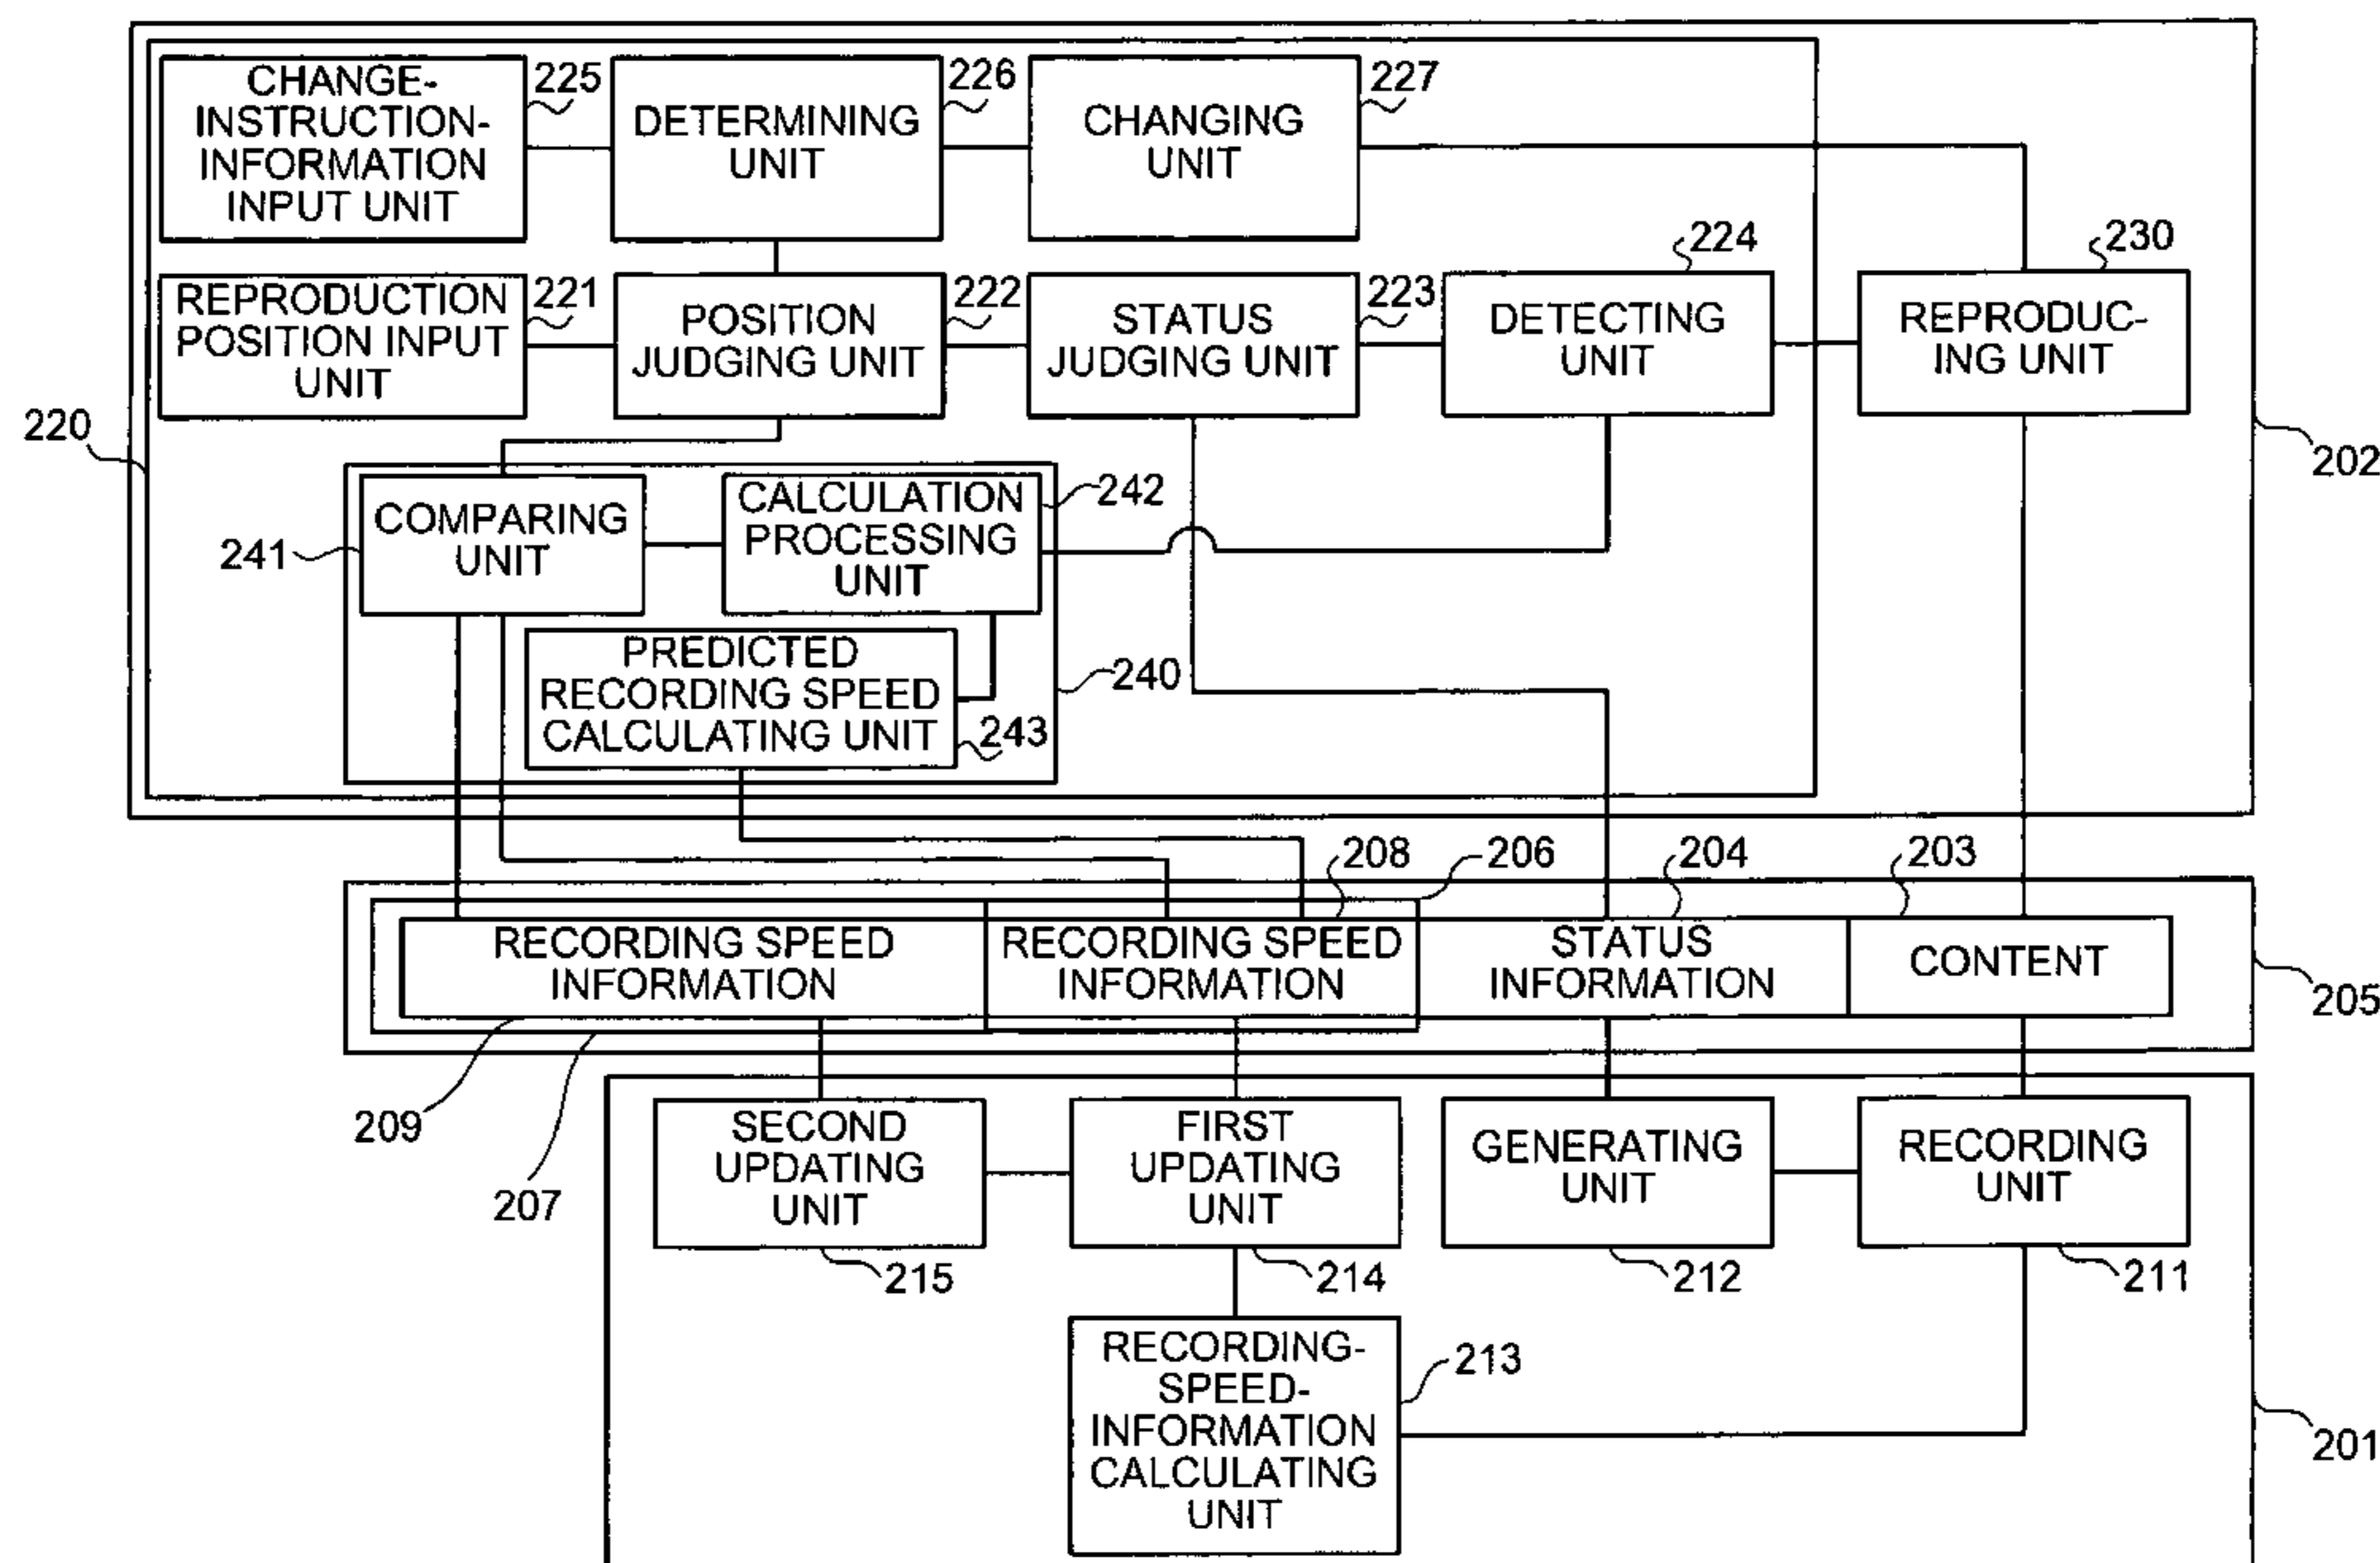 CHANGE-
INSTRUCTION-
INFORMATION
INPUT UNIT
225
DETERMINING
UNIT
226
CHANGING
UNIT
227
REPRODUCTION
POSITION INPUT
UNIT
221
POSITION
JUDGING UNIT
222
STATUS
JUDGING UNIT
223
DETECTING
UNIT
224
REPRODUC-
ING UNIT
230
220
202
COMPARING
UNIT
241
CALCULATION
PROCESSING
UNIT
242
PREDICTED
RECORDING SPEED
CALCULATING UNIT
243
240
208
206
204
203
RECORDING SPEED
INFORMATION
RECORDING SPEED
INFORMATION
STATUS
INFORMATION
CONTENT
205
209
207
SECOND
UPDATING
UNIT
215
FIRST
UPDATING
UNIT
214
GENERATING
UNIT
212
RECORDING
UNIT
211
RECORDING-
SPEED-
INFORMATION
CALCULATING
UNIT
213
201